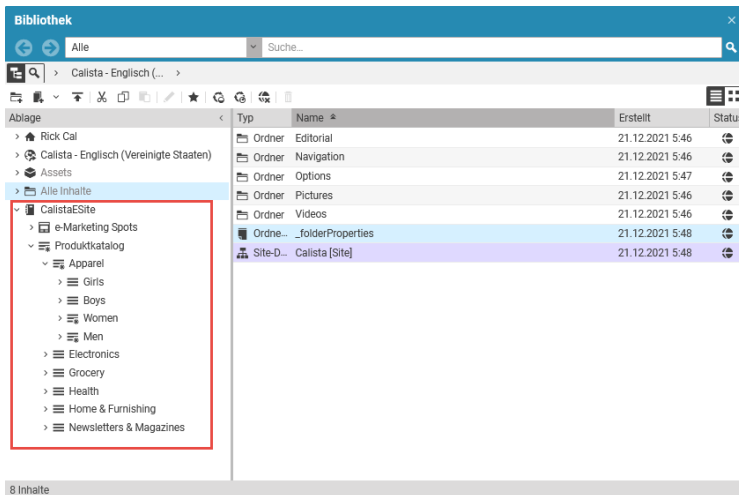 Bibliothek
Alle
Suche...
Calista - Englisch (...
Ablage
Typ Name Erstellt Statu
Rick Cal
Calista - Englisch (Vereinigte Staaten)
Assets
Alle Inhalte
CalistaESite
e-Marketing Spots
Produktkatalog
Apparel
Girls
Boys
Women
Men
Electronics
Grocery
Health
Home & Furnishing
Newsletters & Magazines
Ordner Editorial 21.12.2021 5:46
Ordner Navigation 21.12.2021 5:46
Ordner Options 21.12.2021 5:47
Ordner Pictures 21.12.2021 5:46
Ordner Videos 21.12.2021 5:46
Ordne... _folderProperties 21.12.2021 5:48
Site-D... Calista [Site] 21.12.2021 5:48
8 Inhalte